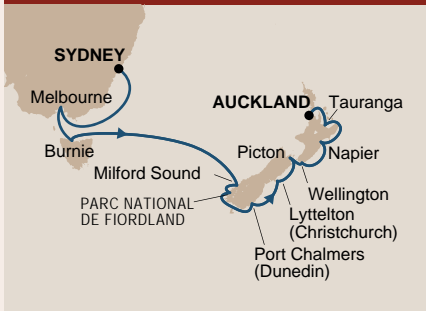 SYDNEY
Melbourne
AUCKLAND
Tauranga
Burnie
Picton
Napier
Milford Sound
Wellington
PARC NATIONAL
DE FIORDLAND
Lyttelton
(Christchurch)
Port Chalmers
(Dunedin)